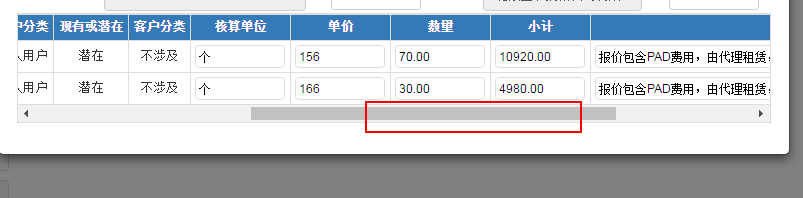 户分类 现有或潜在 客户分类 核算单位 单价 数量 小计
人用户 潜在 不涉及 个 156 70.00 10920.00 报价包含PAD费用，由代理租赁，
人用户 潜在 不涉及 个 166 30.00 4980.00 报价包含PAD费用，由代理租赁，